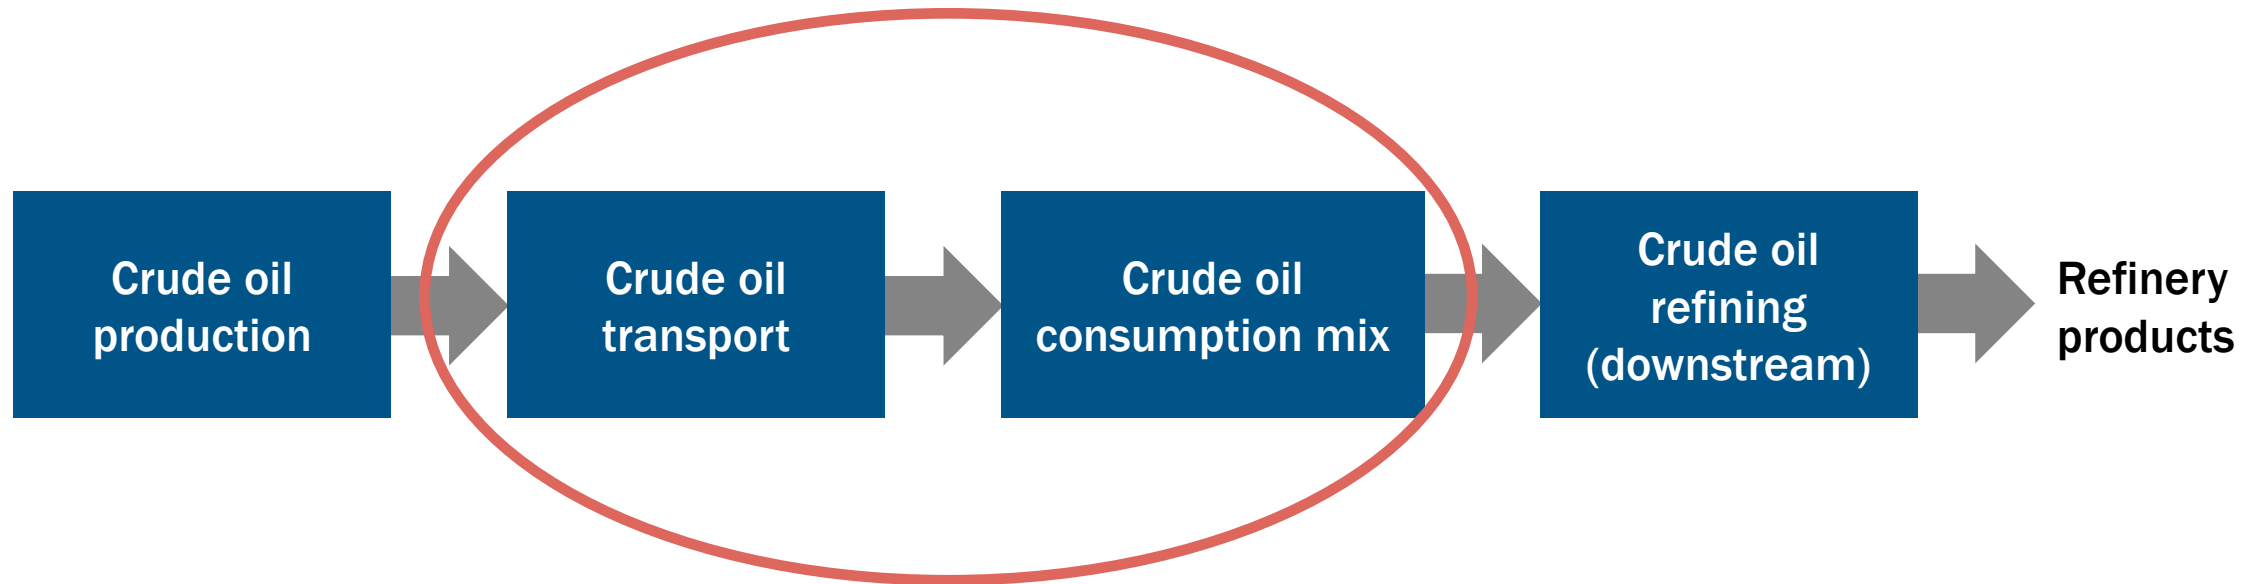 Crude oil
production
Crude oil
transport
Crude oil
consumption mix
Crude oil
refining
(downstream)
Refinery
products